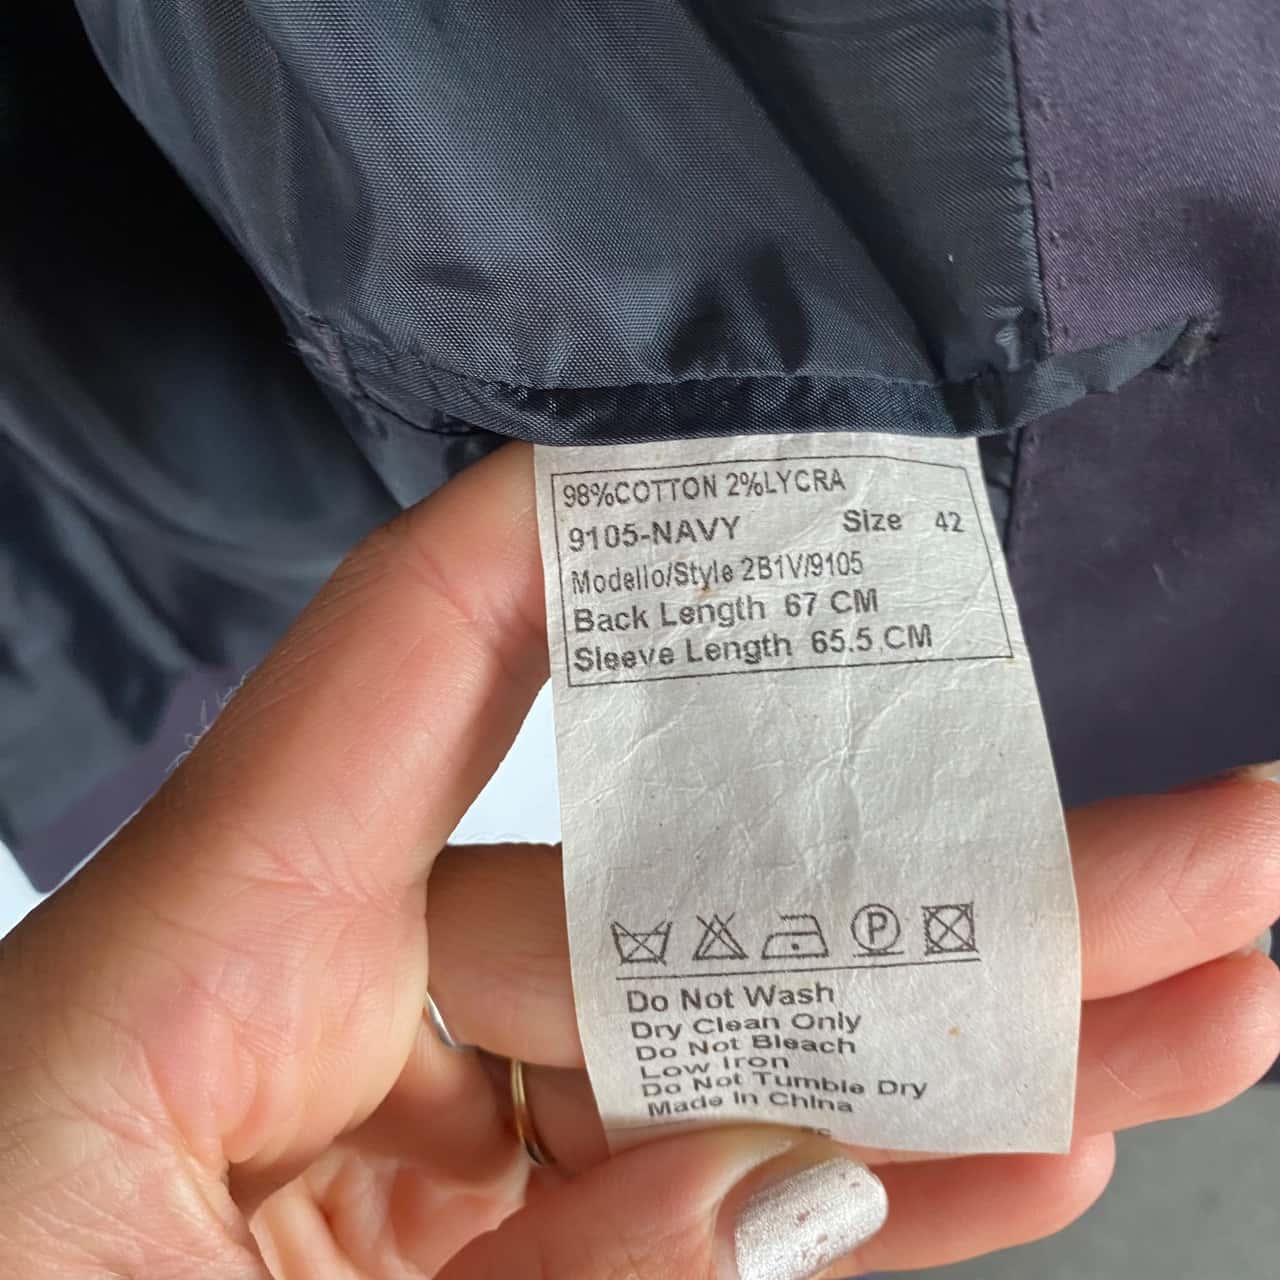 98%COTTON 2%LYCRA
9105-NAVY Size 42
Modello/Style 2B1V/9105
Back Length 67 CM
Sleeve Length 65.5 CM
P
Do Not Wash
Dry Clean Only
Do Not Bleach
Low Iron
Do Not Tumble Dry
Made In China